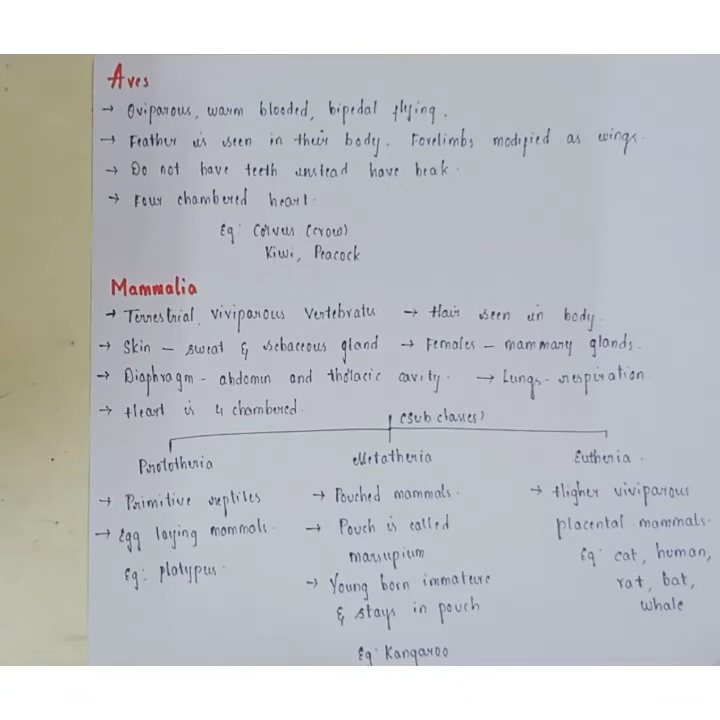 Aves
→ Oviparous, warm blooded, bipedal flying.
→ Feather is seen in their body. Forelimbs modified as wings.
→ Do not have teeth instead have beak.
→ Four chambered heart.
Eg: Corvus (crow)
Kiwi, Peacock
Mammalia
→ Terrestrial, viviparous vertebrates → Hair seen in body.
→ Skin - sweat & sebaceous gland → Females - mammary glands.
→ Diaphragm - abdomen and tholacic cavity. → Lungs - respiration
→ Heart is 4 chambered.
(Sub classes)
Prototheria Metatheria Eutheria.
→ Primitive reptiles → Pouched mammals. → Higher viviparous
→ Egg laying mammals. → Pouch is called placental mammals.
Eg: platypus. marsupium Eg: cat, human,
→ Young born immature rat, bat,
& stays in pouch whale
Eg: Kangaroo